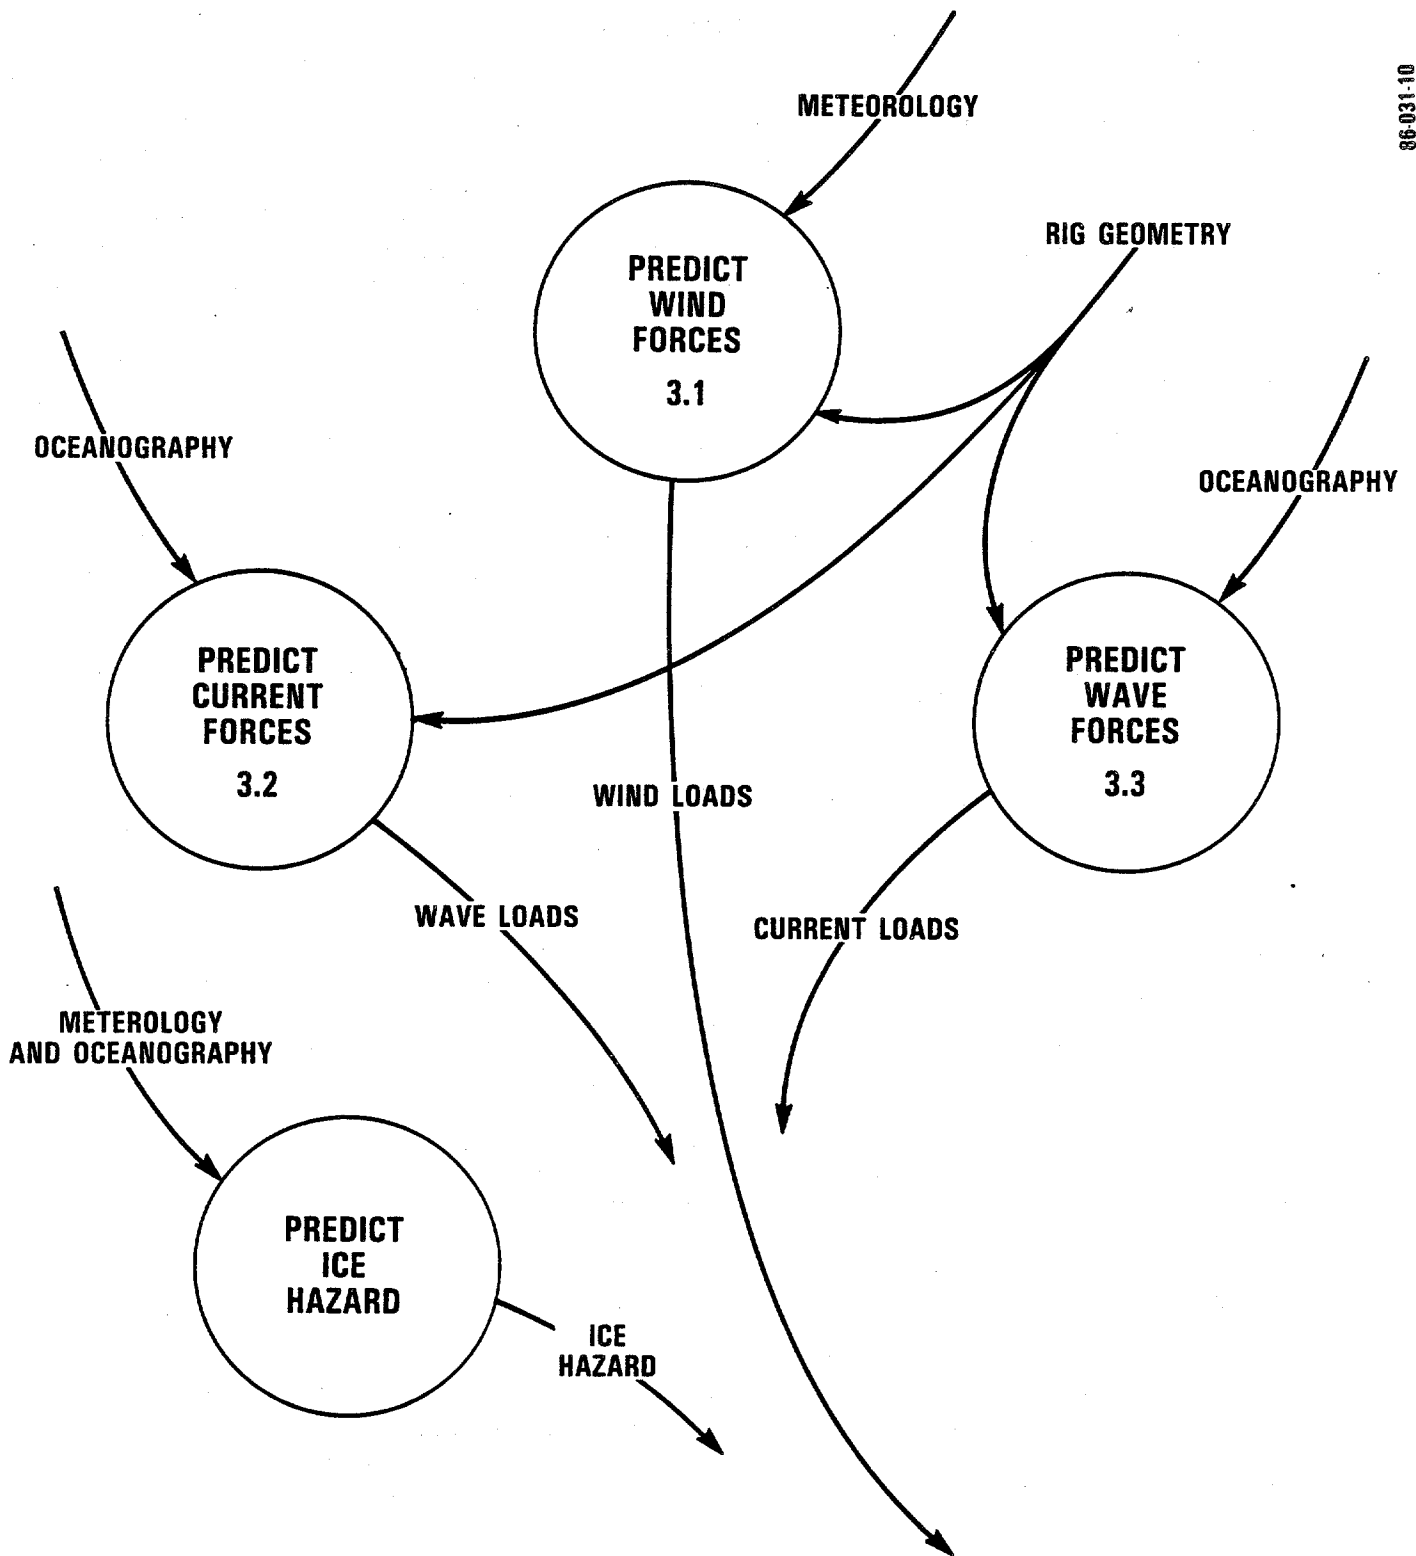 86-031-10
METEOROLOGY
RIG GEOMETRY
PREDICT
WIND
FORCES
3.1
OCEANOGRAPHY
OCEANOGRAPHY
PREDICT
CURRENT
FORCES
3.2
PREDICT
WAVE
FORCES
3.3
WIND LOADS
WAVE LOADS
CURRENT LOADS
METEROLOGY
AND OCEANOGRAPHY
PREDICT
ICE
HAZARD
ICE
HAZARD